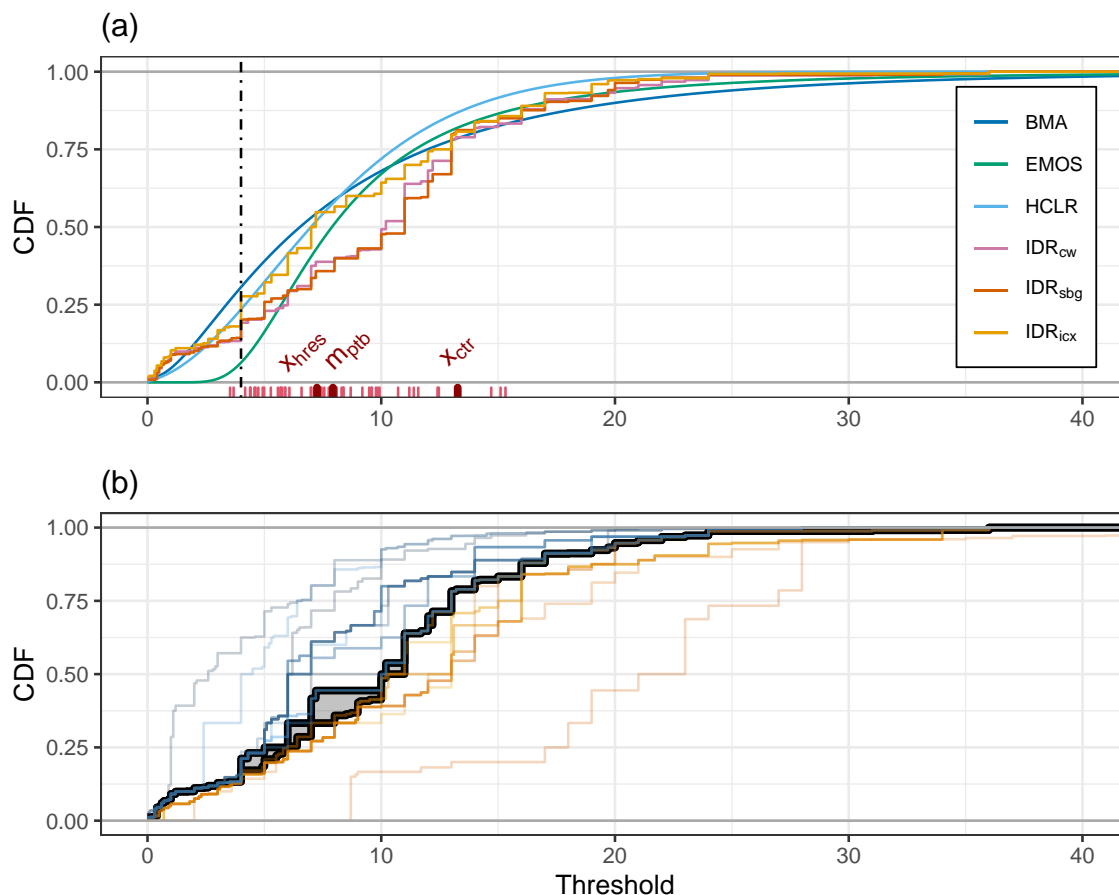 (a)
1.00
0.75
0.50
0.25
0.00
CDF
BMA
EMOS
HCLR
IDRcw
IDRsbg
IDRicx
xhres mptb xctr
0 10 20 30 40
(b)
1.00
0.75
0.50
0.25
0.00
CDF
0 10 20 30 40
Threshold